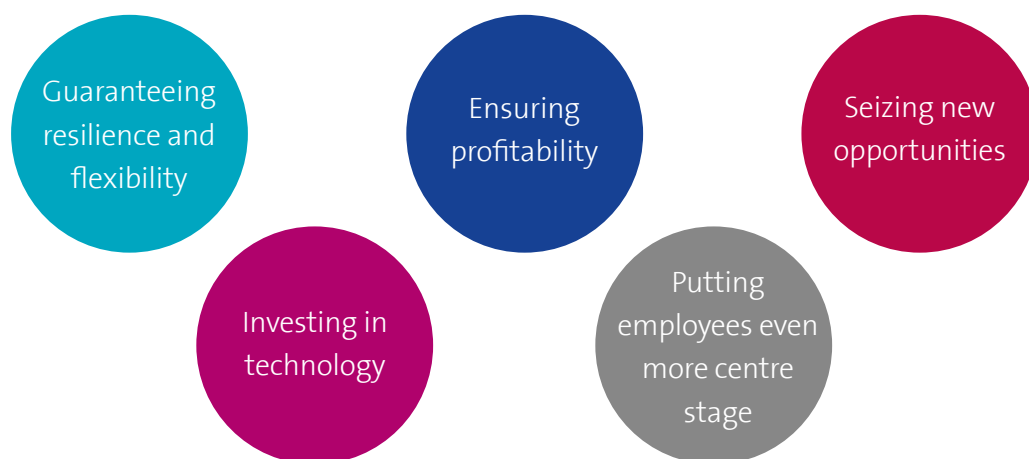 Guaranteeing
resilience and
flexibility
Ensuring
profitability
Seizing new
opportunities
Investing in
technology
Putting
employees even
more centre
stage